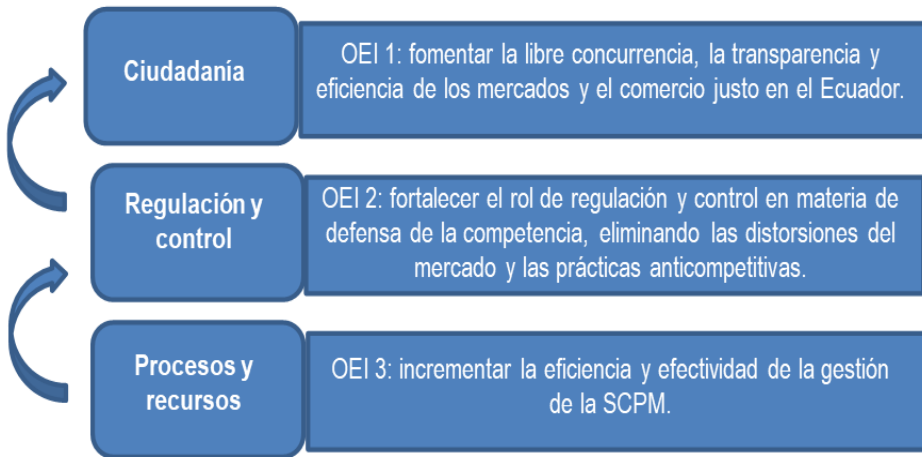 Ciudadanía
OEI 1: fomentar la libre concurrencia, la transparencia y
eficiencia de los mercados y el comercio justo en el Ecuador.
Regulación y
control
OEI 2: fortalecer el rol de regulación y control en materia de
defensa de la competencia, eliminando las distorsiones del
mercado y las prácticas anticompetitivas.
Procesos y
recursos
OEI 3: incrementar la eficiencia y efectividad de la gestión
de la SCPM.